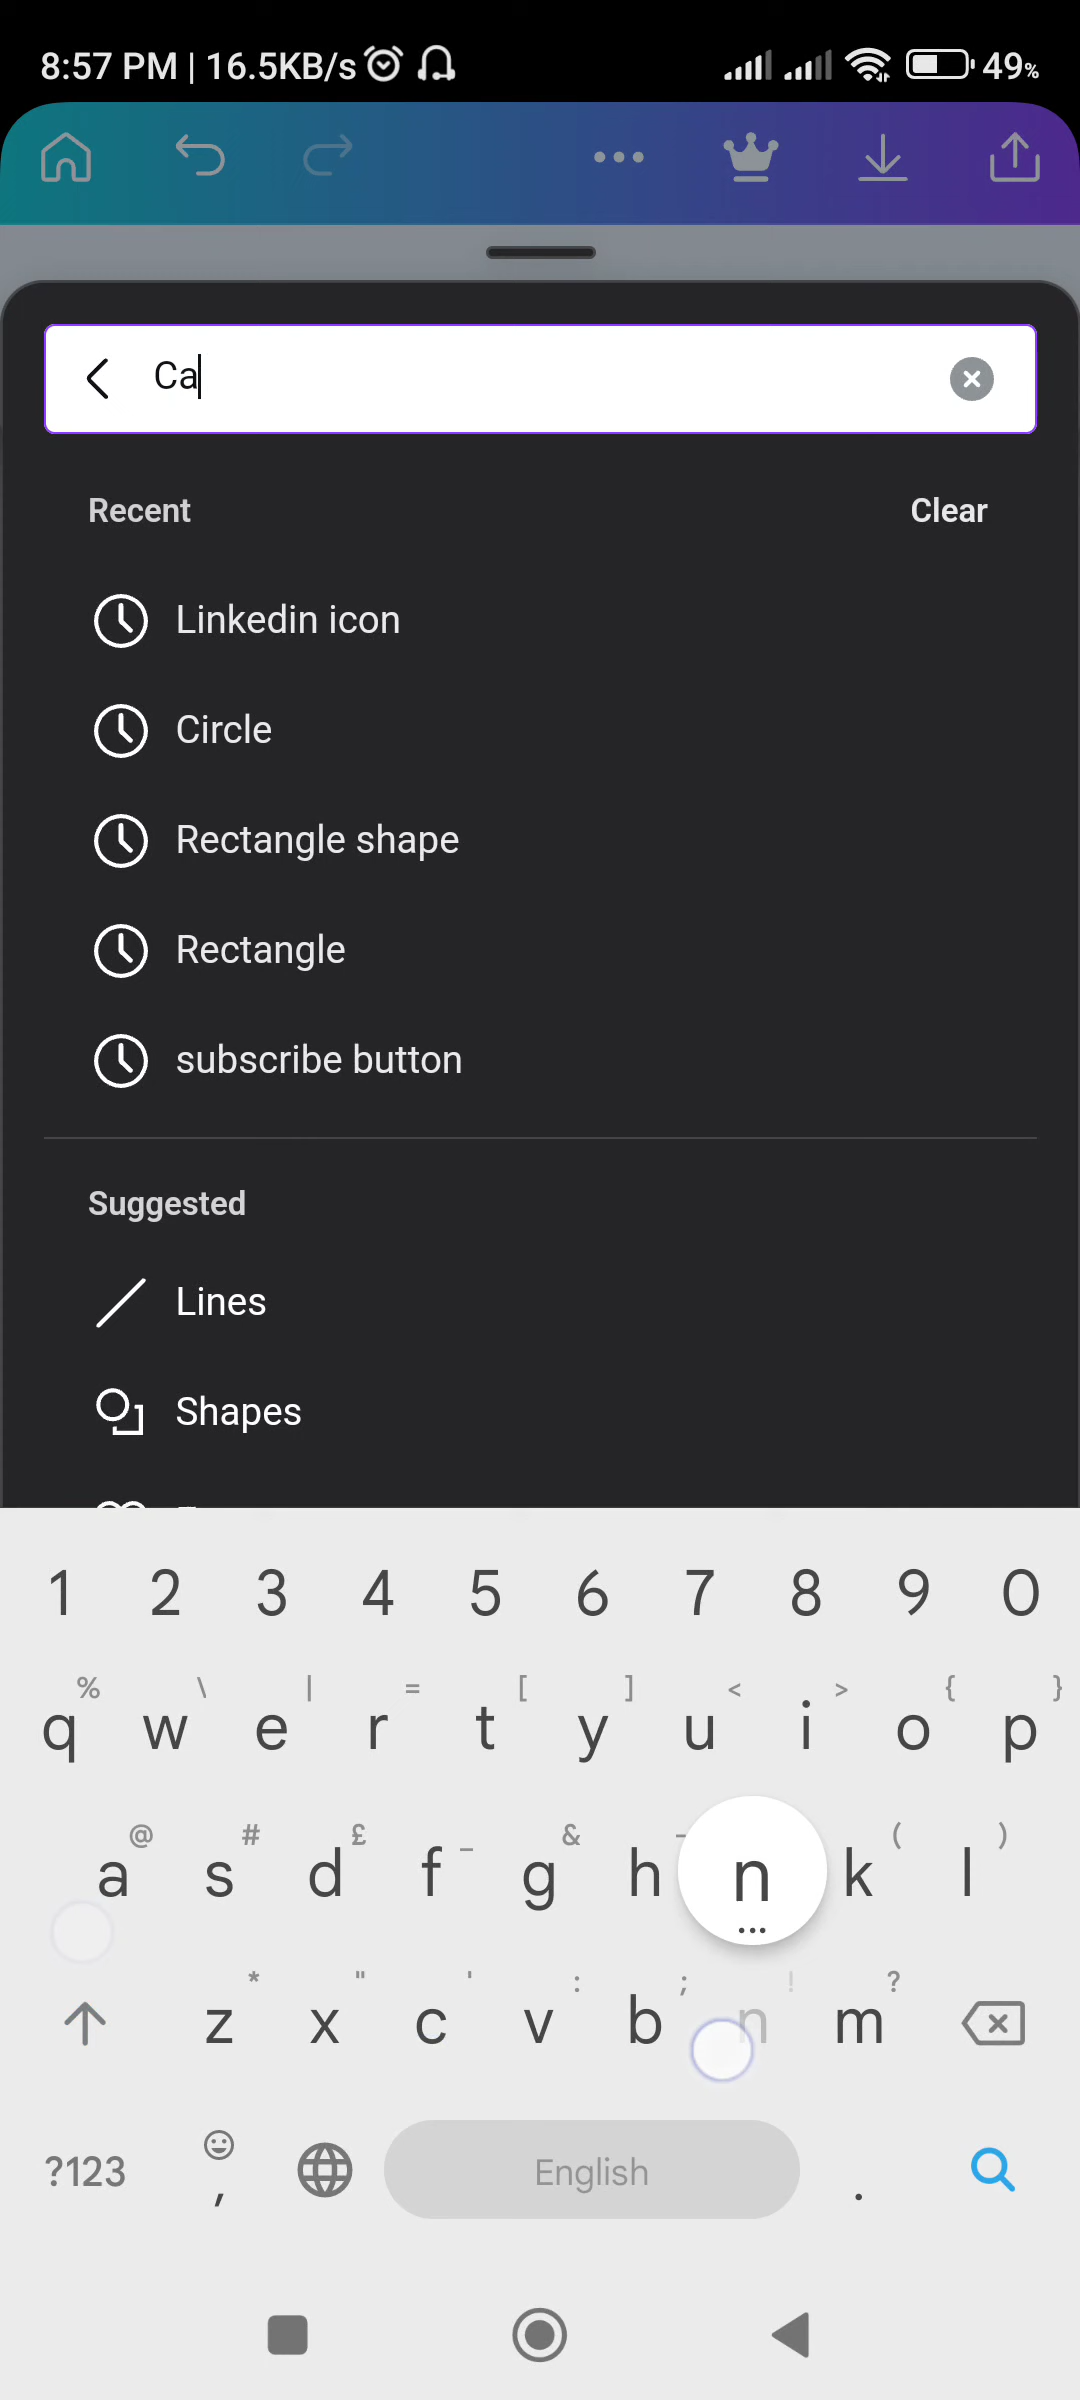 8:57 PM | 16.5KB/s 49%
Ca
Recent Clear
Linkedin icon
Circle
Rectangle shape
Rectangle
subscribe button
Suggested
Lines
Shapes
1 2 3 4 5 6 7 8 9 0
% \ | = [ ] < > { }
q w e r t y u i o p
@ # £ _ & - ( )
a s d f g h n k l
* " ' : ; ! ?
z x c v b n m
?123 , English .